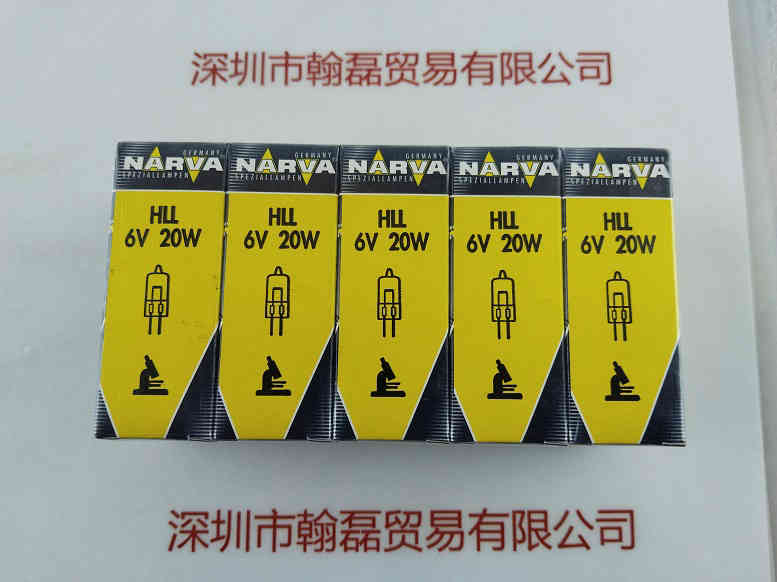 深圳市翰磊贸易有限公司
GERMANY
NARVA
SPEZIALLAMPEN
HLL
6V 20W
GERMANY
NARVA
SPEZIALLAMPEN
HLL
6V 20W
GERMANY
NARVA
SPEZIALLAMPEN
HLL
6V 20W
GERMANY
NARVA
SPEZIALLAMPEN
HLL
6V 20W
GERMANY
NARVA
SPEZIALLAMPEN
HLL
6V 20W
深圳市翰磊贸易有限公司